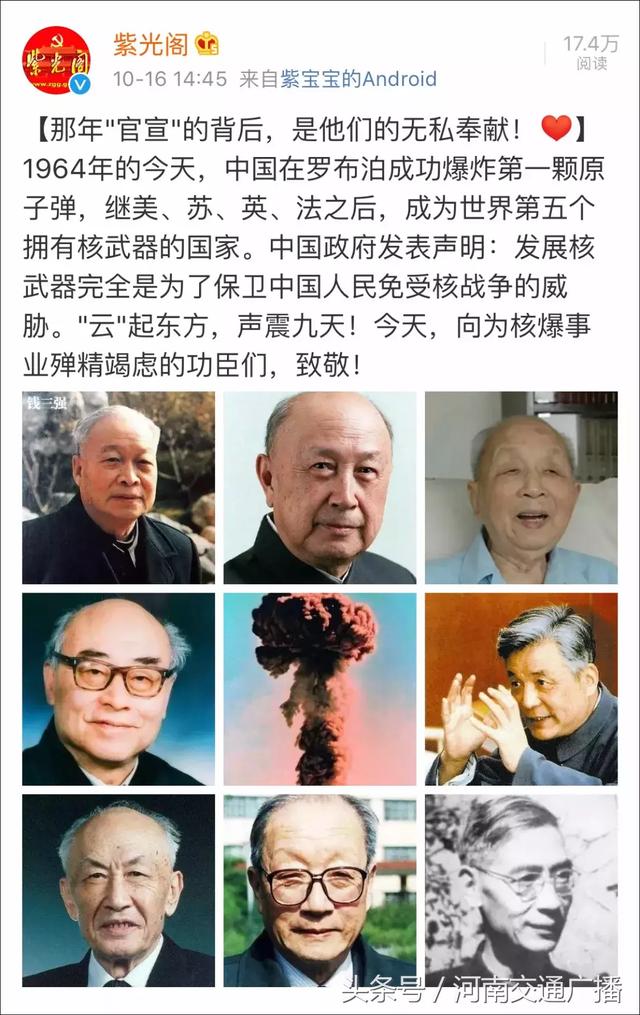 紫光阁
www.zgg.g
紫光阁
10-16 14:45 来自紫宝宝的Android
17.4万
阅读
【那年"官宣"的背后，是他们的无私奉献！❤】
1964年的今天，中国在罗布泊成功爆炸第一颗原
子弹，继美、苏、英、法之后，成为世界第五个
拥有核武器的国家。中国政府发表声明：发展核
武器完全是为了保卫中国人民免受核战争的威
胁。"云"起东方，声震九天！今天，向为核爆事
业殚精竭虑的功臣们，致敬！
钱三强
头条号/河南交通广播